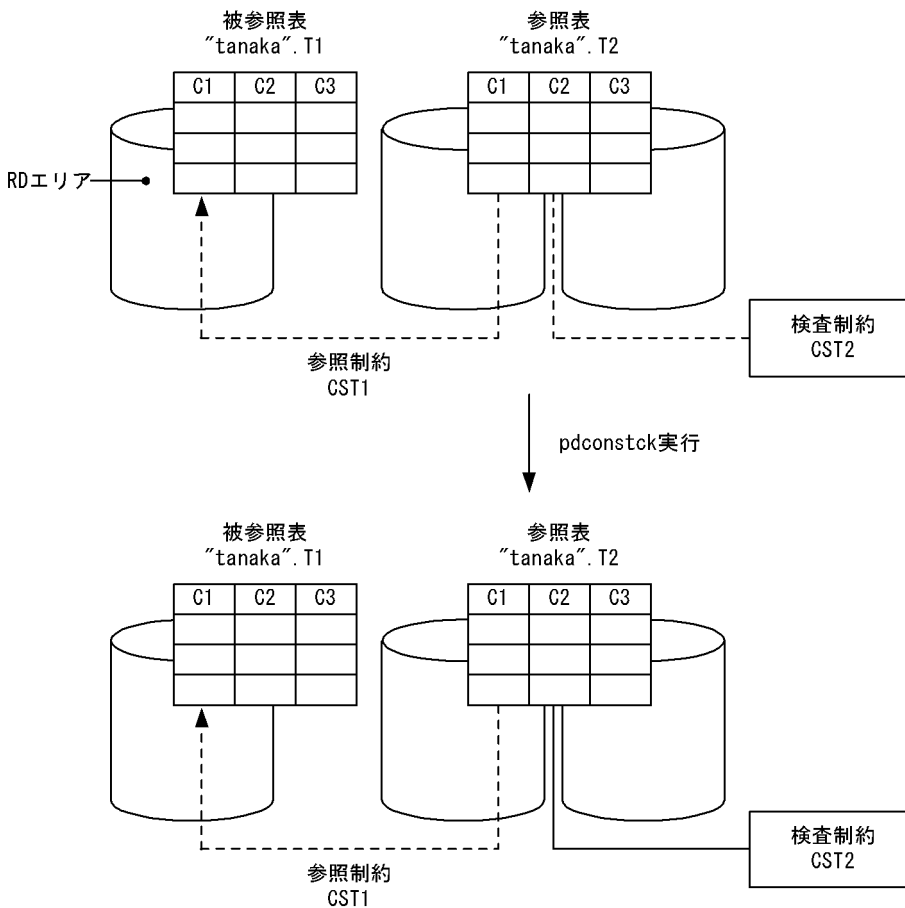 被参照表
"tanaka".T1
参照表
"tanaka".T2
C1 C2 C3
C1 C2 C3
RDエリア
検査制約
CST2
参照制約
CST1
pdconstck実行
被参照表
"tanaka".T1
参照表
"tanaka".T2
C1 C2 C3
C1 C2 C3
検査制約
CST2
参照制約
CST1